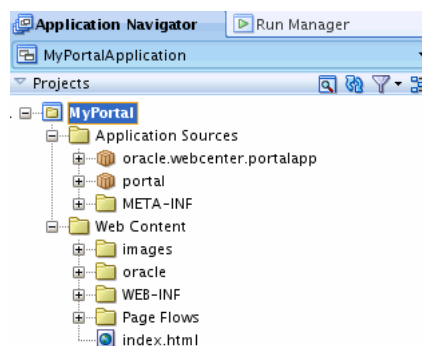 Application Navigator Run Manager
MyPortalApplication
Projects
MyPortal
Application Sources
oracle.webcenter.portalapp
portal
META-INF
Web Content
images
oracle
WEB-INF
Page Flows
index.html